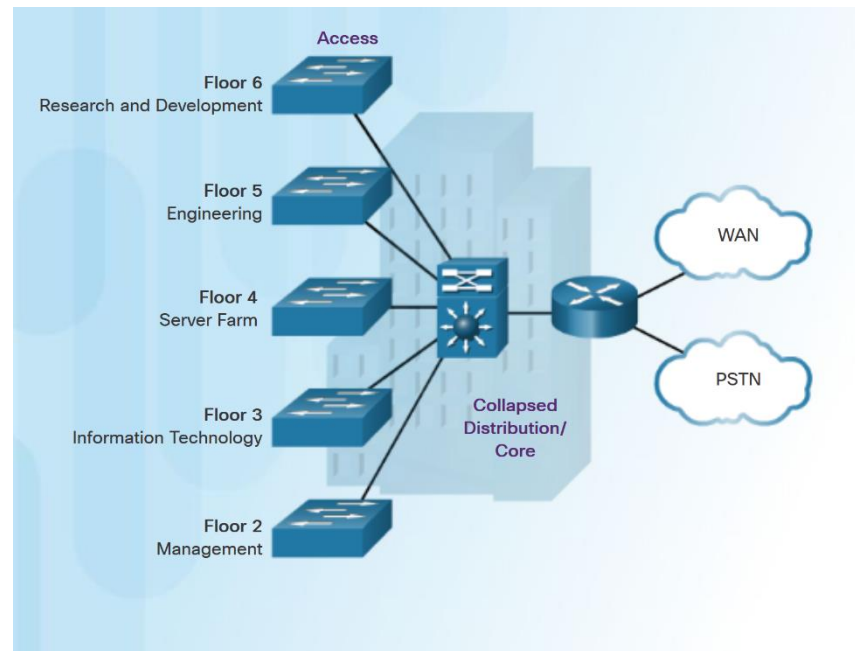 Access
Floor 6
Research and Development
Floor 5
Engineering
Floor 4
Server Farm
Floor 3
Information Technology
Floor 2
Management
Collapsed
Distribution/
Core
WAN
PSTN